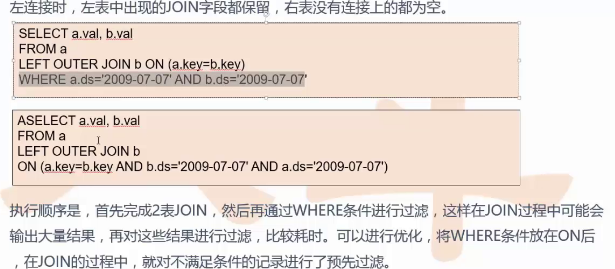 左连接时，左表中出现的JOIN字段都保留，右表没有连接上的都为空。
SELECT a.val, b.val
FROM a
LEFT OUTER JOIN b ON (a.key=b.key)
WHERE a.ds='2009-07-07' AND b.ds='2009-07-07'
ASELECT a.val, b.val
FROM a
LEFT OUTER JOIN b
ON (a.key=b.key AND b.ds='2009-07-07' AND a.ds='2009-07-07')
执行顺序是，首先完成2表JOIN，然后再通过WHERE条件进行过滤，这样在JOIN过程中可能会
输出大量结果，再对这些结果进行过滤，比较耗时。可以进行优化，将WHERE条件放在ON后
，在JOIN的过程中，就对不满足条件的记录进行了预先过滤。